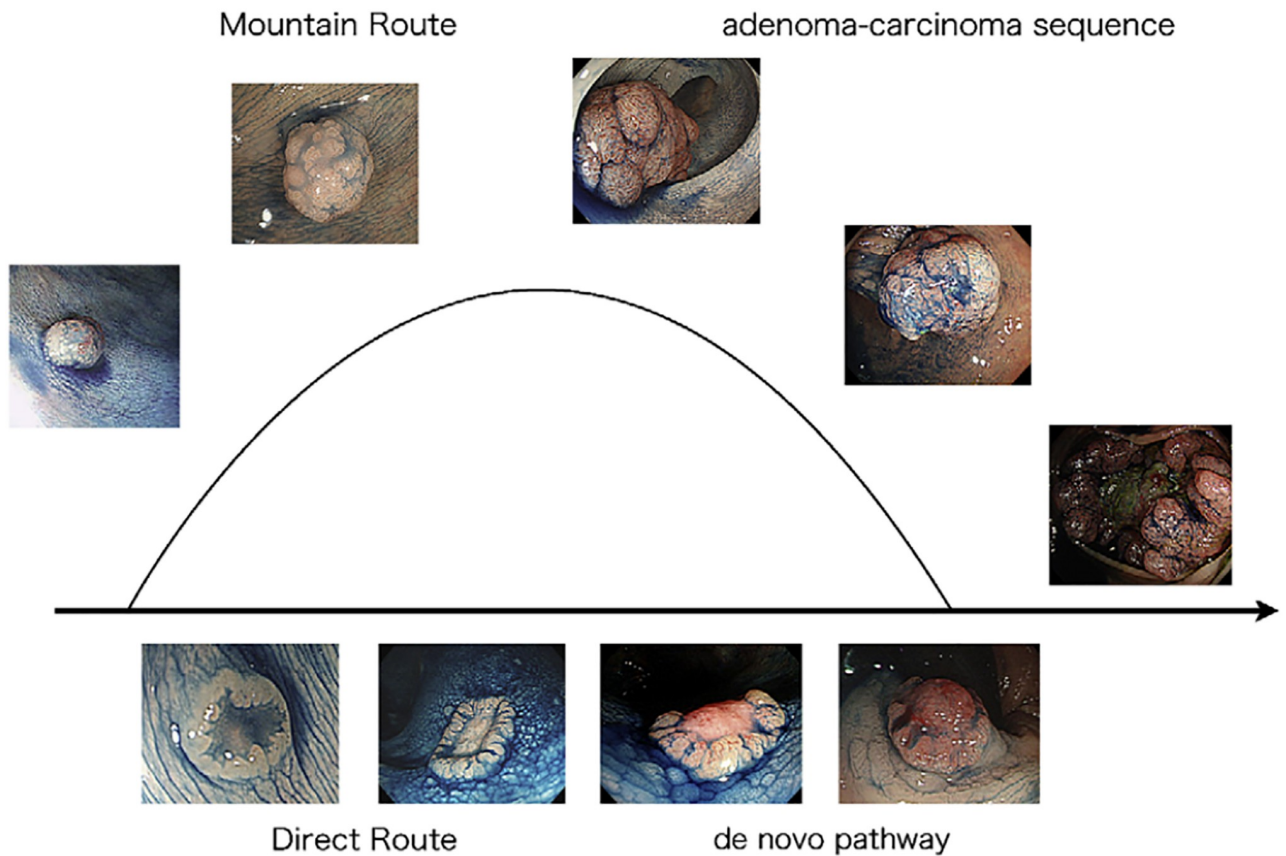 Mountain Route
adenoma-carcinoma sequence
Direct Route
de novo pathway